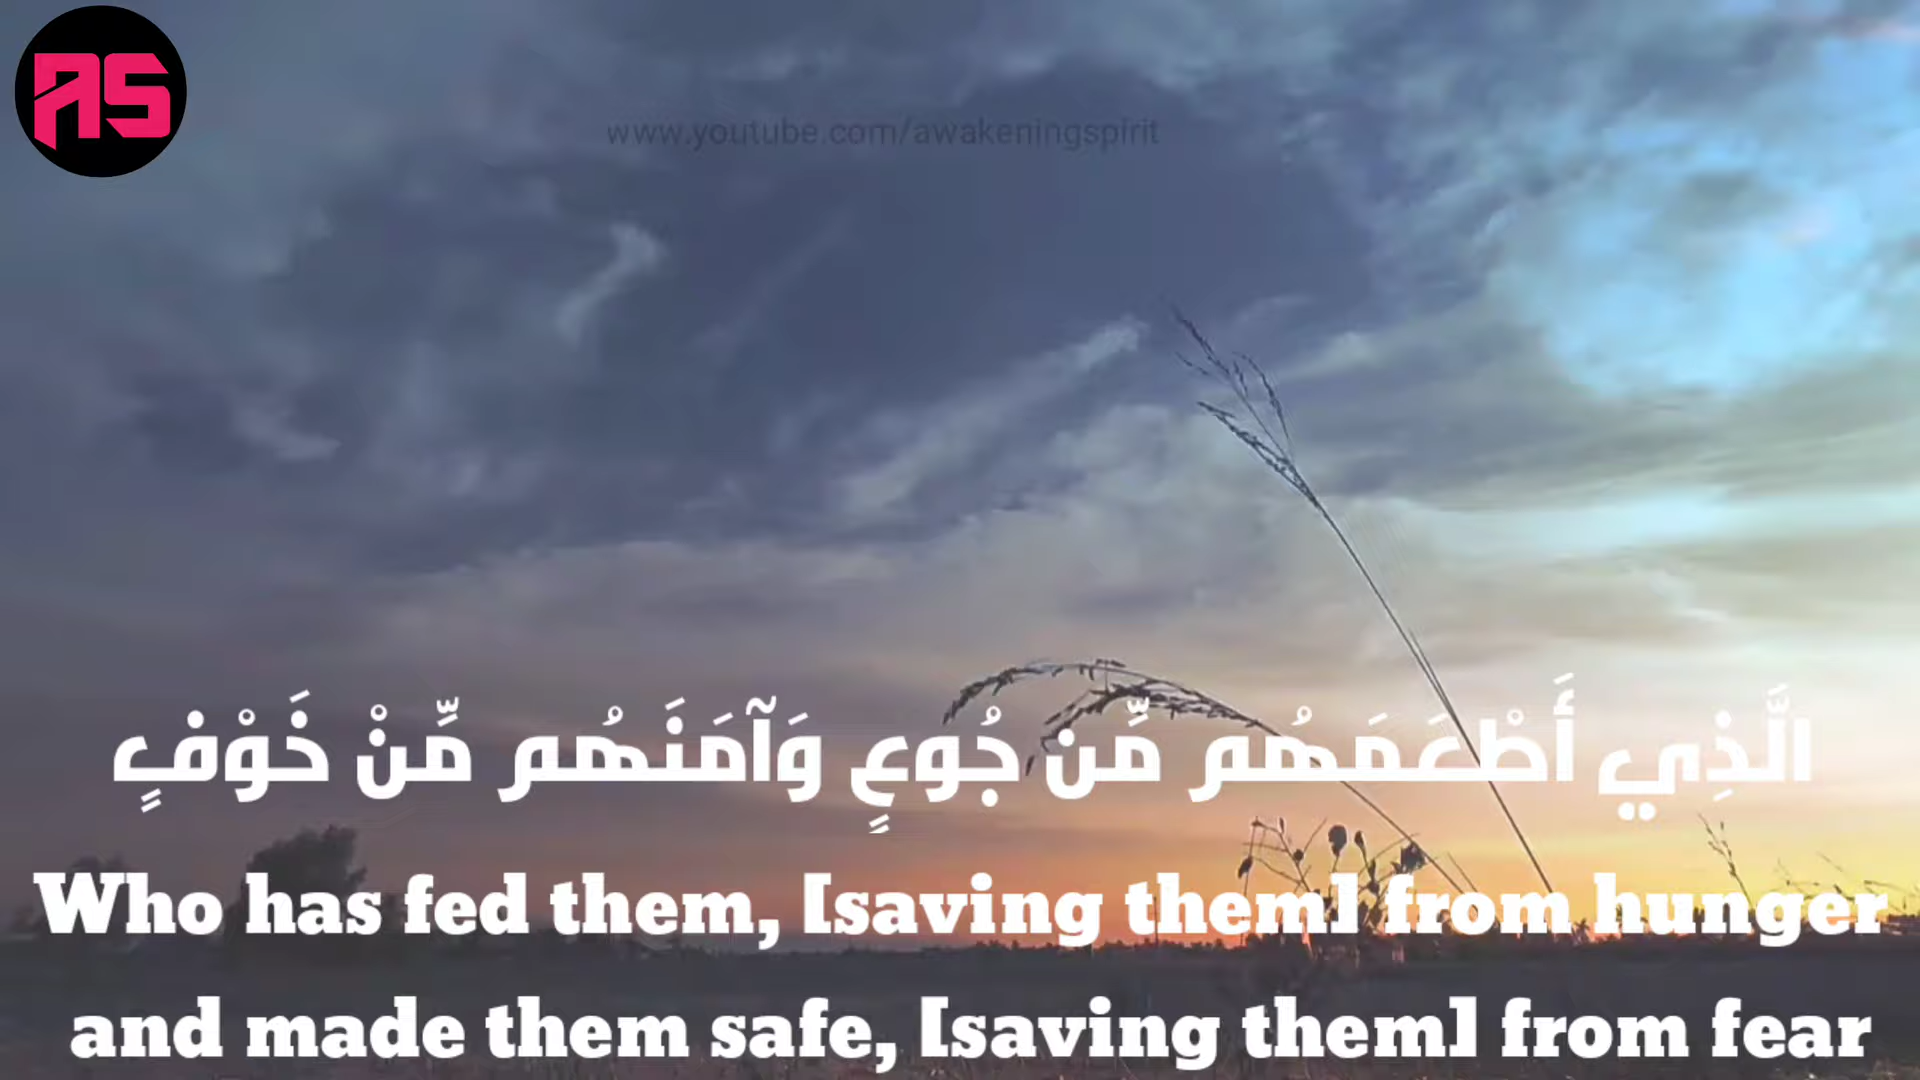 AS
www.youtube.com/awakeningspirit
الَّذِي أَطْعَمَهُم مِّن جُوعٍ وَآمَنَهُم مِّنْ خَوْفٍ
Who has fed them, [saving them] from hunger
and made them safe, [saving them] from fear